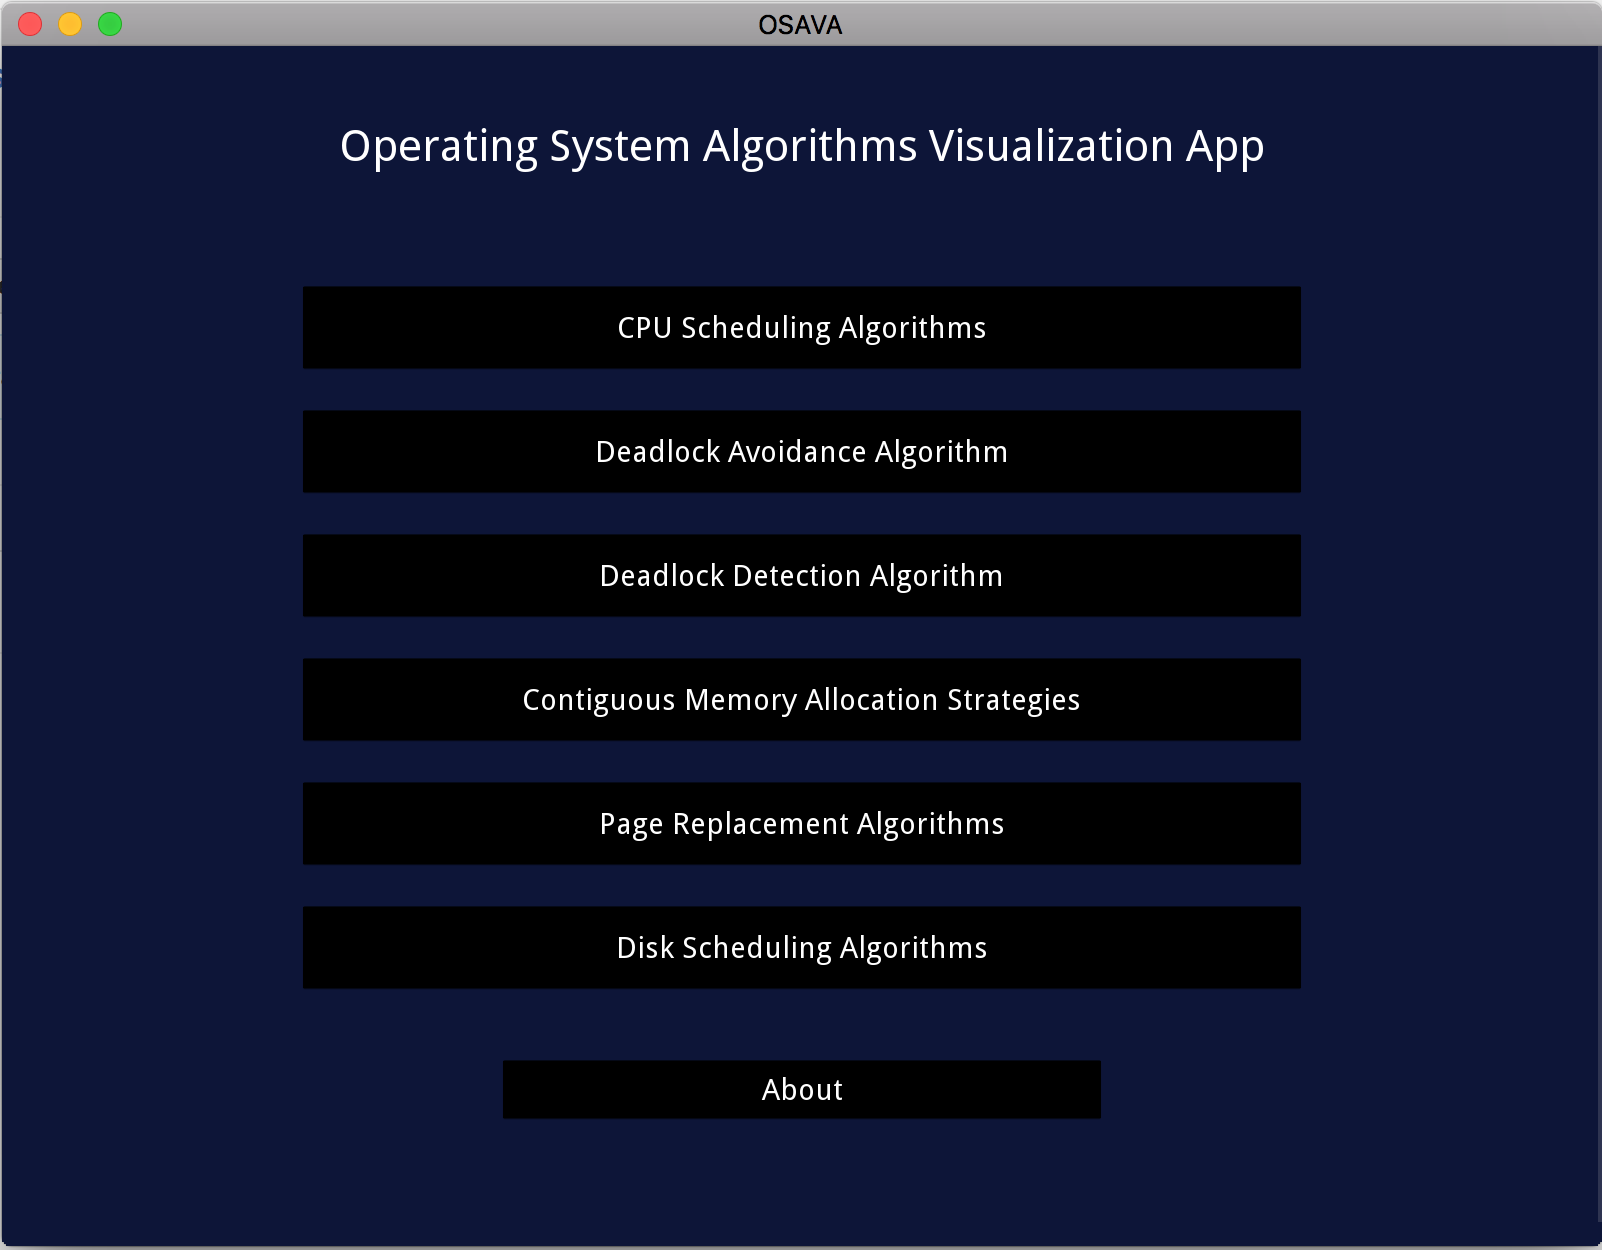 OSAVA
Operating System Algorithms Visualization App
CPU Scheduling Algorithms
Deadlock Avoidance Algorithm
Deadlock Detection Algorithm
Contiguous Memory Allocation Strategies
Page Replacement Algorithms
Disk Scheduling Algorithms
About